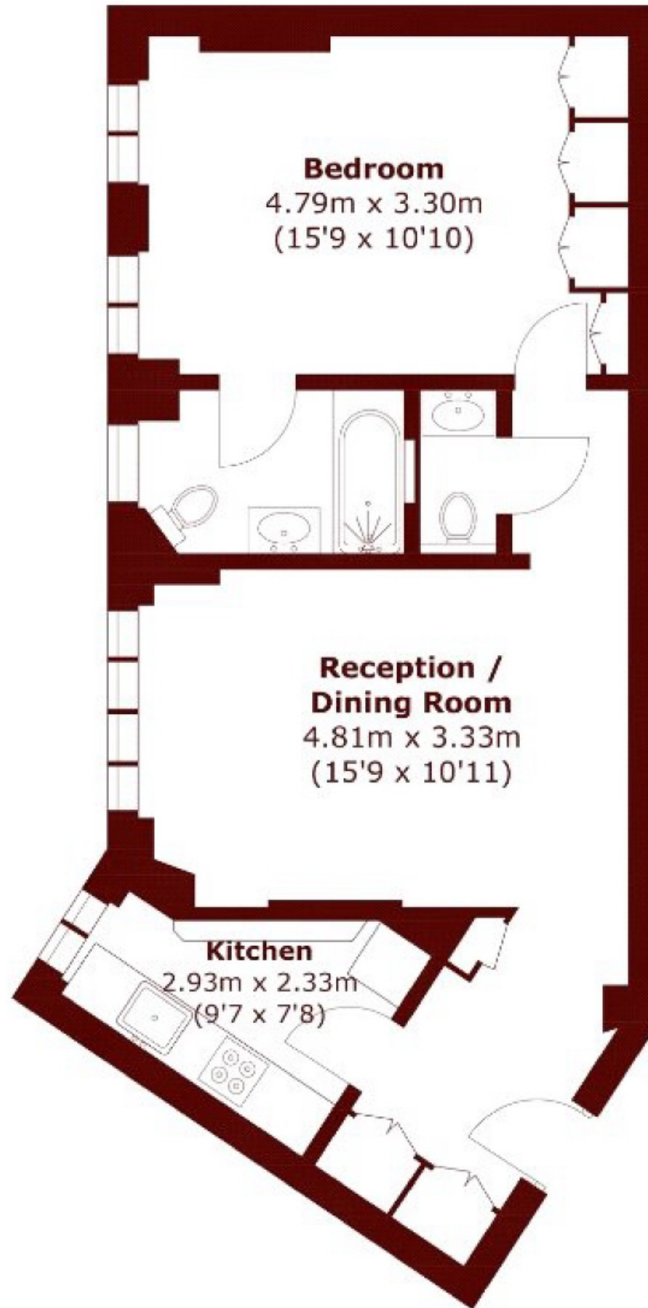 Bedroom
4.79m x 3.30m
(15'9 x 10'10)
Reception /
Dining Room
4.81m x 3.33m
(15'9 x 10'11)
Kitchen
2.93m x 2.33m
(9'7 x 7'8)